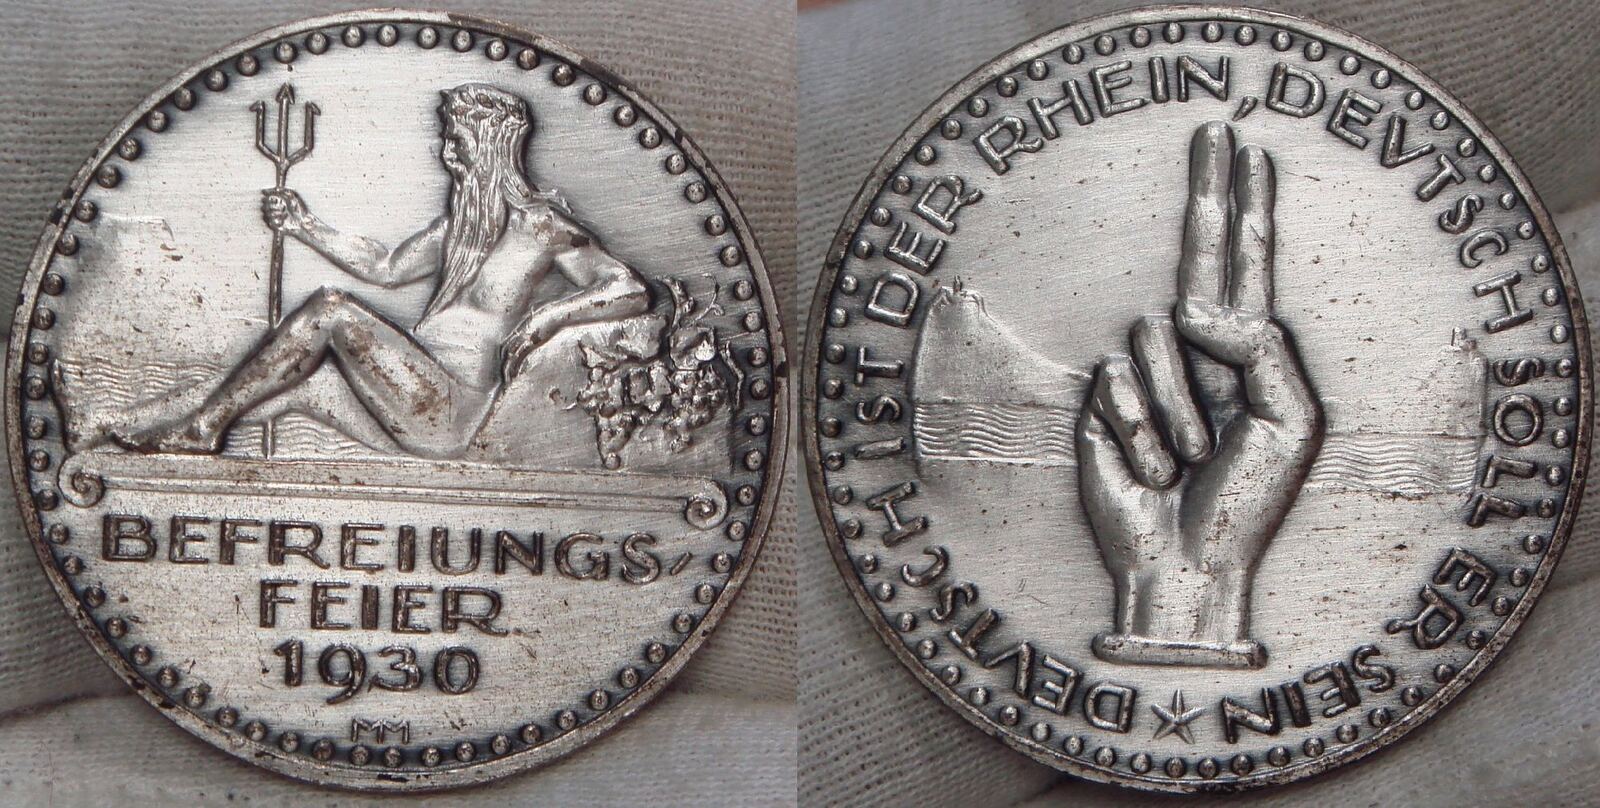 BEFREIUNGS-
FEIER
1930
MM
DEVTSCH IST DER RHEIN, DEVTSCH SOLL ER SEIN